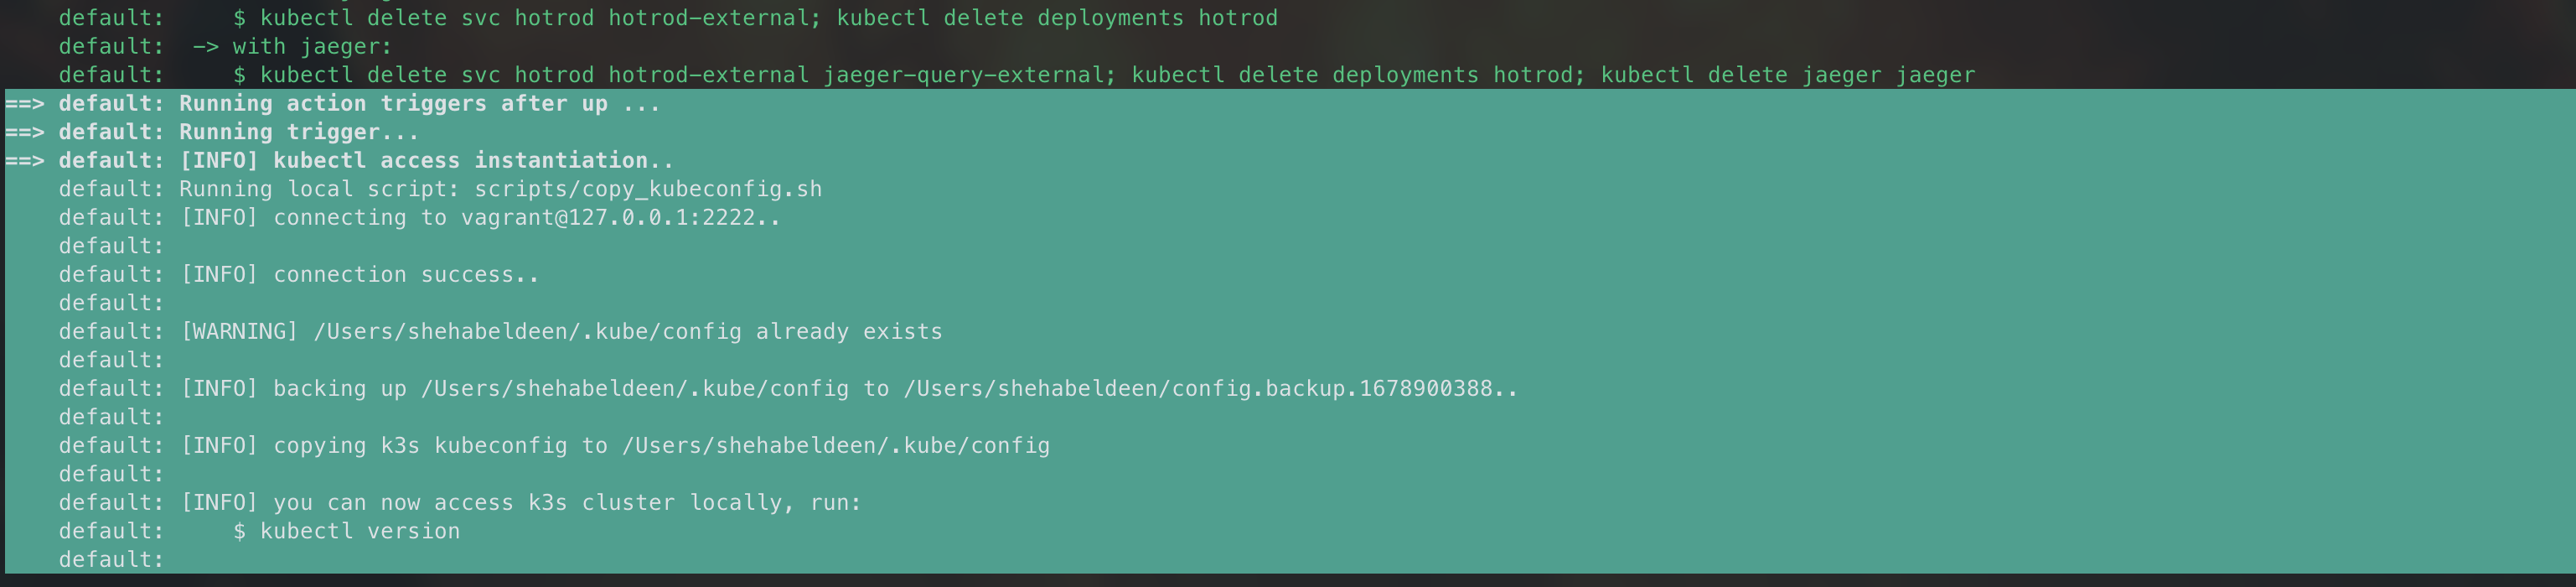 default:     $ kubectl delete svc hotrod hotrod-external; kubectl delete deployments hotrod
default:  -> with jaeger:
default:     $ kubectl delete svc hotrod hotrod-external jaeger-query-external; kubectl delete deployments hotrod; kubectl delete jaeger jaeger
==> default: Running action triggers after up ...
==> default: Running trigger...
==> default: [INFO] kubectl access instantiation..
default: Running local script: scripts/copy_kubeconfig.sh
default: [INFO] connecting to vagrant@127.0.0.1:2222..
default:
default: [INFO] connection success..
default:
default: [WARNING] /Users/shehabeldeen/.kube/config already exists
default:
default: [INFO] backing up /Users/shehabeldeen/.kube/config to /Users/shehabeldeen/config.backup.1678900388..
default:
default: [INFO] copying k3s kubeconfig to /Users/shehabeldeen/.kube/config
default:
default: [INFO] you can now access k3s cluster locally, run:
default:     $ kubectl version
default: